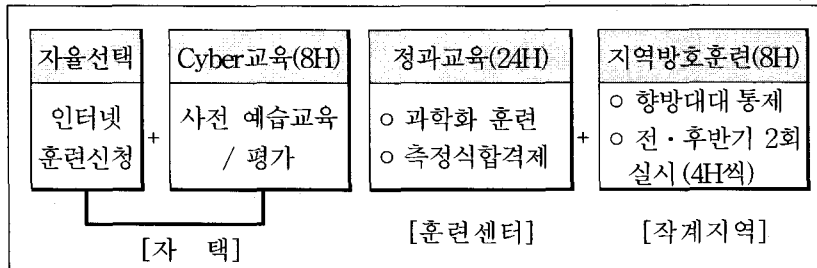 자율선택
인터넷
훈련신청
+
Cyber교육(8H)
사전 예습교육
/ 평가
[자 택]
정과교육(24H)
○ 과학화 훈련
○ 측정식합격제
[훈련센터]
+
지역방호훈련(8H)
○ 향방대대 통제
○ 전·후반기 2회
실시(4H씩)
[작계지역]